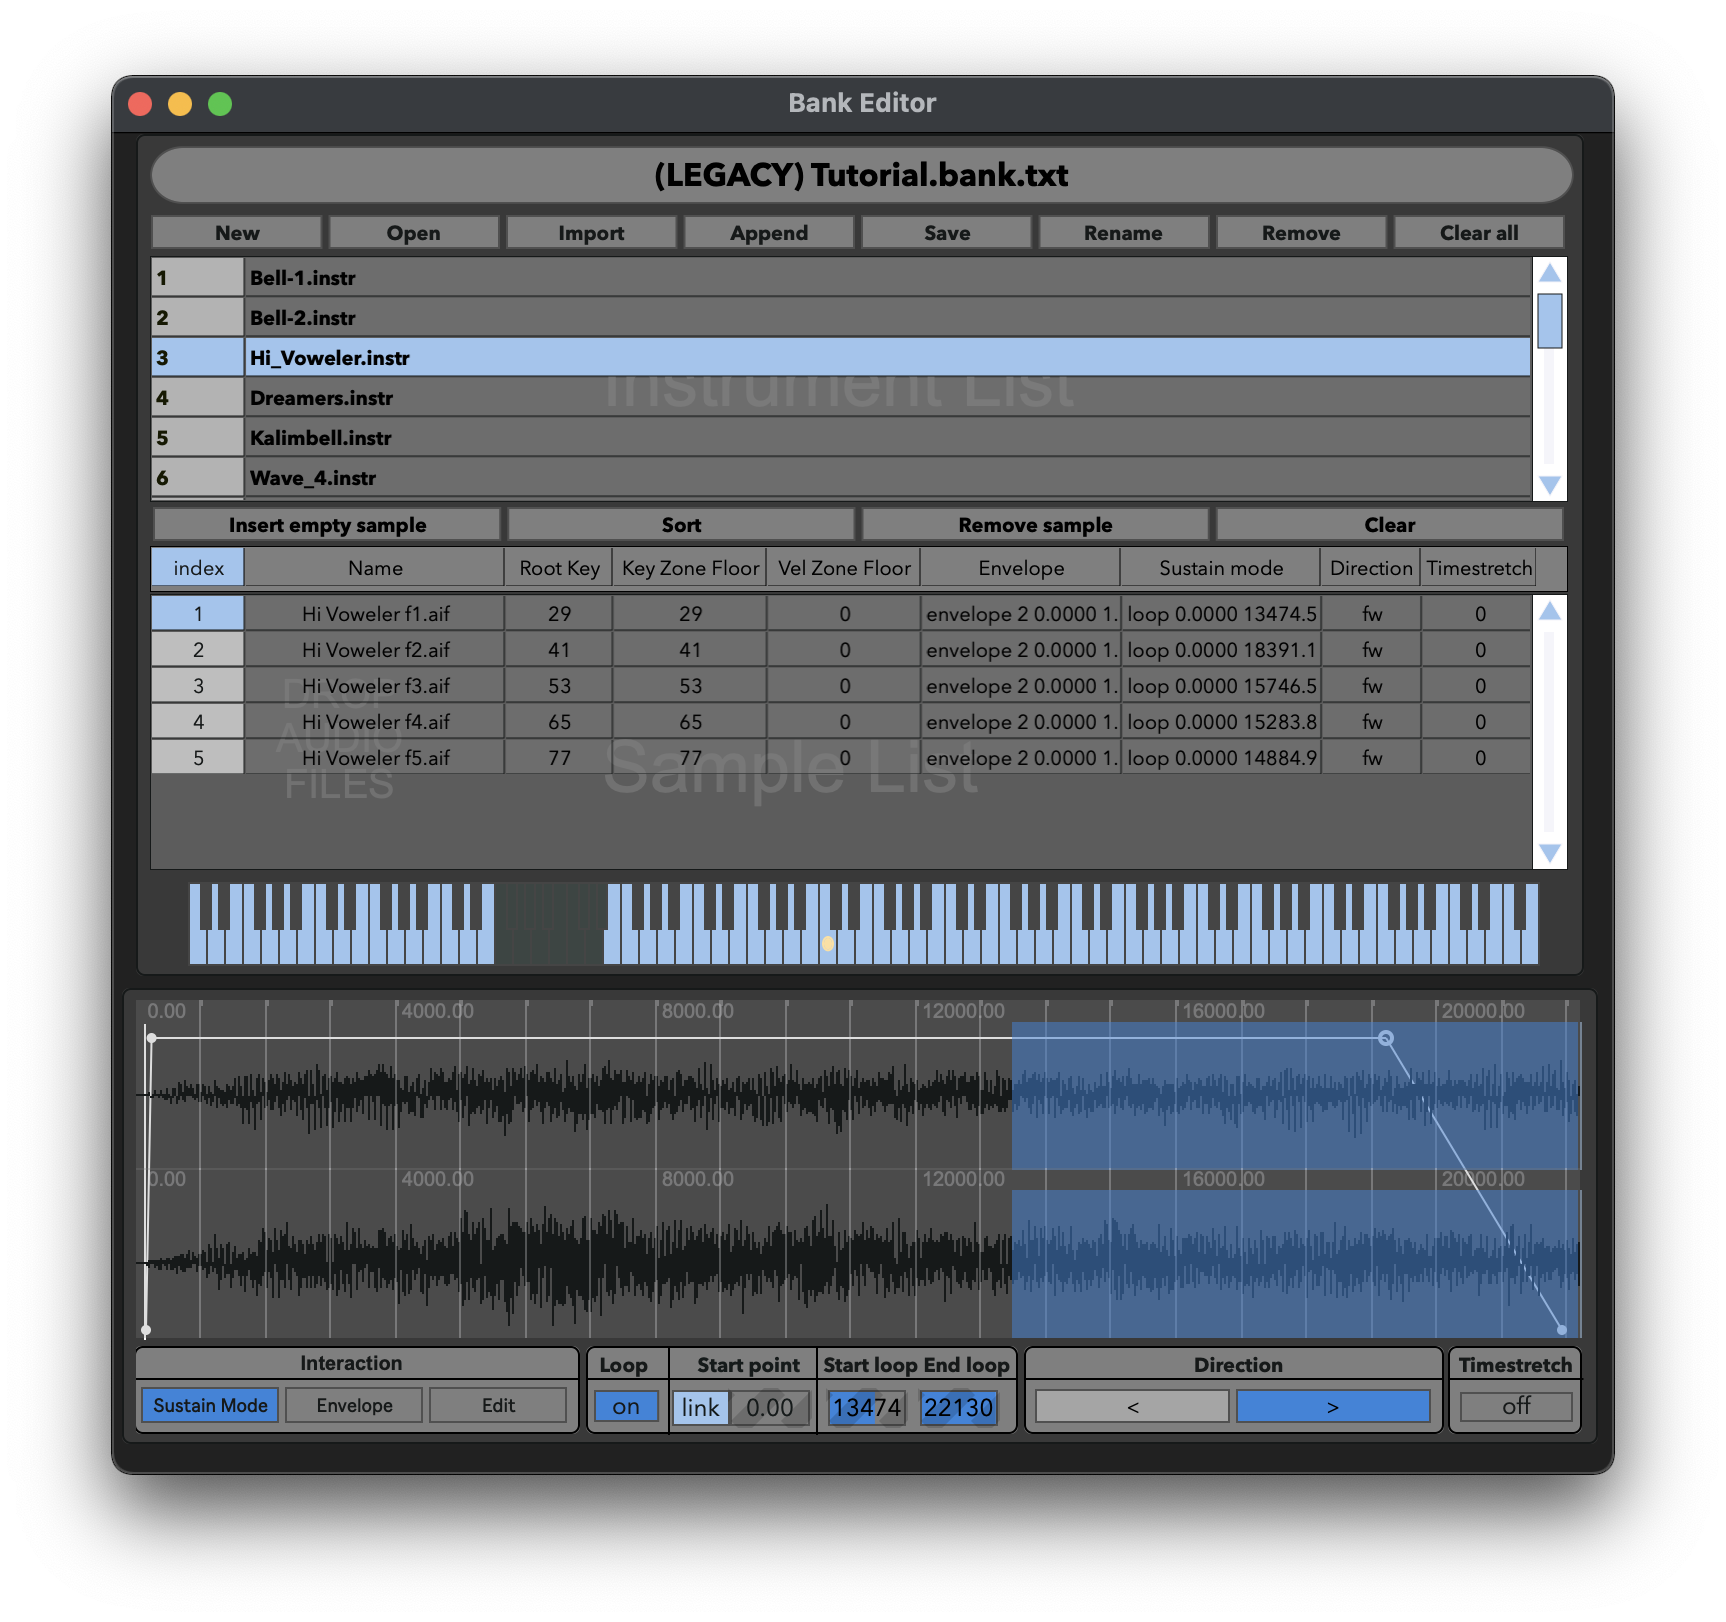 Bank Editor
(LEGACY) Tutorial.bank.txt
New Open Import Append Save Rename Remove Clear all
1 Bell-1.instr
2 Bell-2.instr
3 Hi_Voweler.instr
Instrument List
4 Dreamers.instr
5 Kalimbell.instr
6 Wave_4.instr
Insert empty sample Sort Remove sample Clear
index Name Root Key Key Zone Floor Vel Zone Floor Envelope Sustain mode Direction Timestretch
1 Hi Voweler f1.aif 29 29 0 envelope 2 0.0000 1. loop 0.0000 13474.5 fw 0
2 Hi Voweler f2.aif 41 41 0 envelope 2 0.0000 1. loop 0.0000 18391.1 fw 0
3 Hi Voweler f3.aif 53 53 0 envelope 2 0.0000 1. loop 0.0000 15746.5 fw 0
4 Hi Voweler f4.aif 65 65 0 envelope 2 0.0000 1. loop 0.0000 15283.8 fw 0
5 Hi Voweler f5.aif 77 77 0 envelope 2 0.0000 1. loop 0.0000 14884.9 fw 0
DROP
AUDIO
FILES
Sample List
0.00 4000.00 8000.00 12000.00 16000.00 20000.00
0.00 4000.00 8000.00 12000.00 16000.00 20000.00
Interaction Loop Start point Start loop End loop Direction Timestretch
Sustain Mode Envelope Edit on link 0.00 13474 22130 < > off